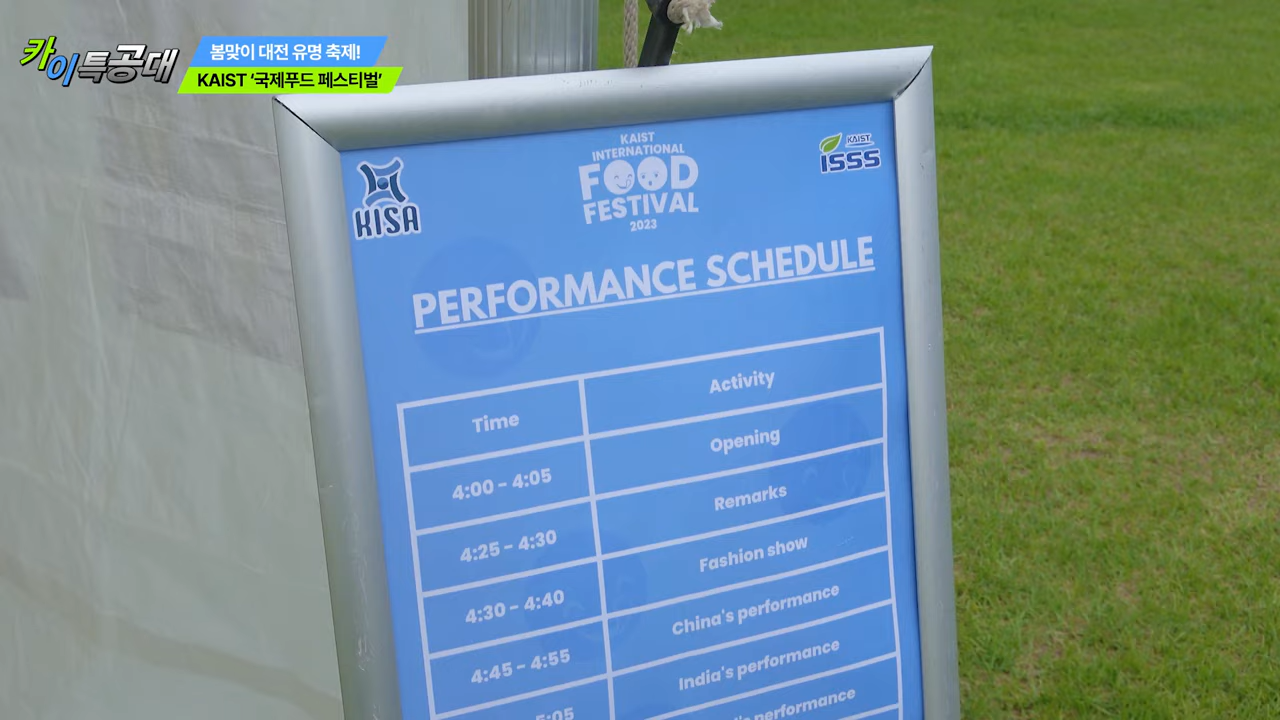 카이특공대
봄맞이 대전 유명 축제!
KAIST '국제푸드 페스티벌'
KISA
KAIST
INTERNATIONAL
FOOD
FESTIVAL
2023
KAIST
ISSS
PERFORMANCE SCHEDULE
Time Activity
4:00 - 4:05 Opening
4:25 - 4:30 Remarks
4:30 - 4:40 Fashion show
4:45 - 4:55 China's performance
5:05 India's performance
performance